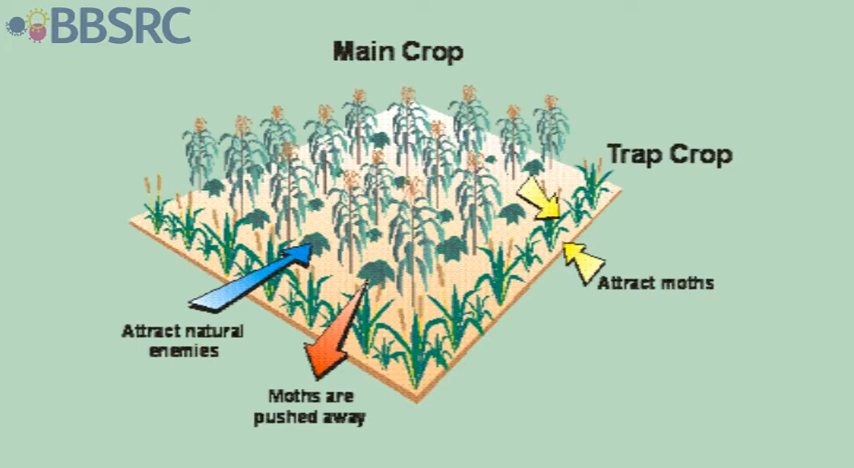 BBSRC
Main Crop
Trap Crop
Attract moths
Attract natural
enemies
Moths are
pushed away